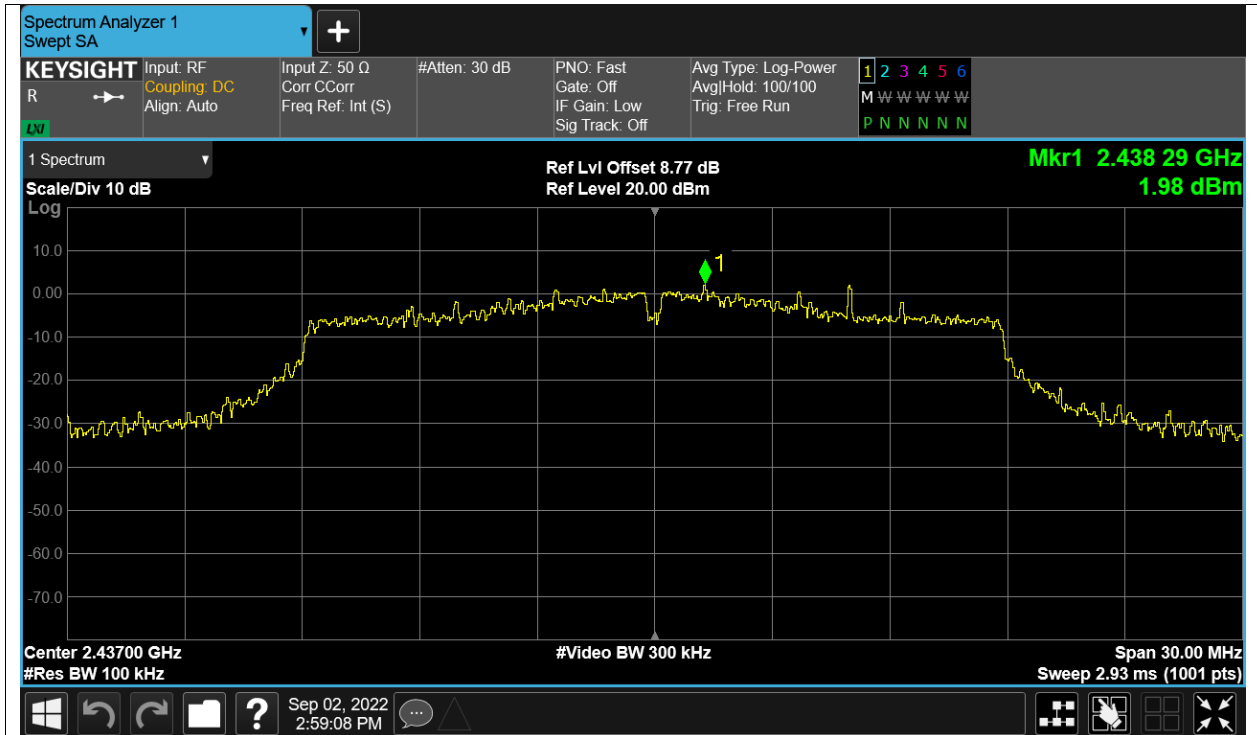 Spectrum Analyzer 1
Swept SA
+
KEYSIGHT
R
LXI
Input: RF
Coupling: DC
Align: Auto
Input Z: 50 Ω
Corr CCorr
Freq Ref: Int (S)
#Atten: 30 dB
PNO: Fast
Gate: Off
IF Gain: Low
Sig Track: Off
Avg Type: Log-Power
Avg|Hold: 100/100
Trig: Free Run
1 2 3 4 5 6
M W W W W W
P N N N N N
1 Spectrum
Scale/Div 10 dB
Log
Ref Lvl Offset 8.77 dB
Ref Level 20.00 dBm
Mkr1 2.438 29 GHz
1.98 dBm
1
10.0
0.00
-10.0
-20.0
-30.0
-40.0
-50.0
-60.0
-70.0
Center 2.43700 GHz
#Res BW 100 kHz
#Video BW 300 kHz
Span 30.00 MHz
Sweep 2.93 ms (1001 pts)
?
Sep 02, 2022
2:59:08 PM